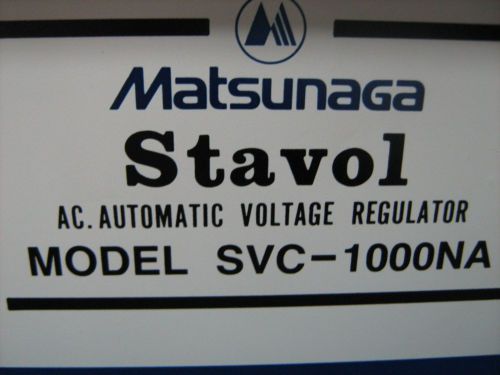 Matsunaga
Stavol
AC. AUTOMATIC VOLTAGE REGULATOR
MODEL SVC-1000NA